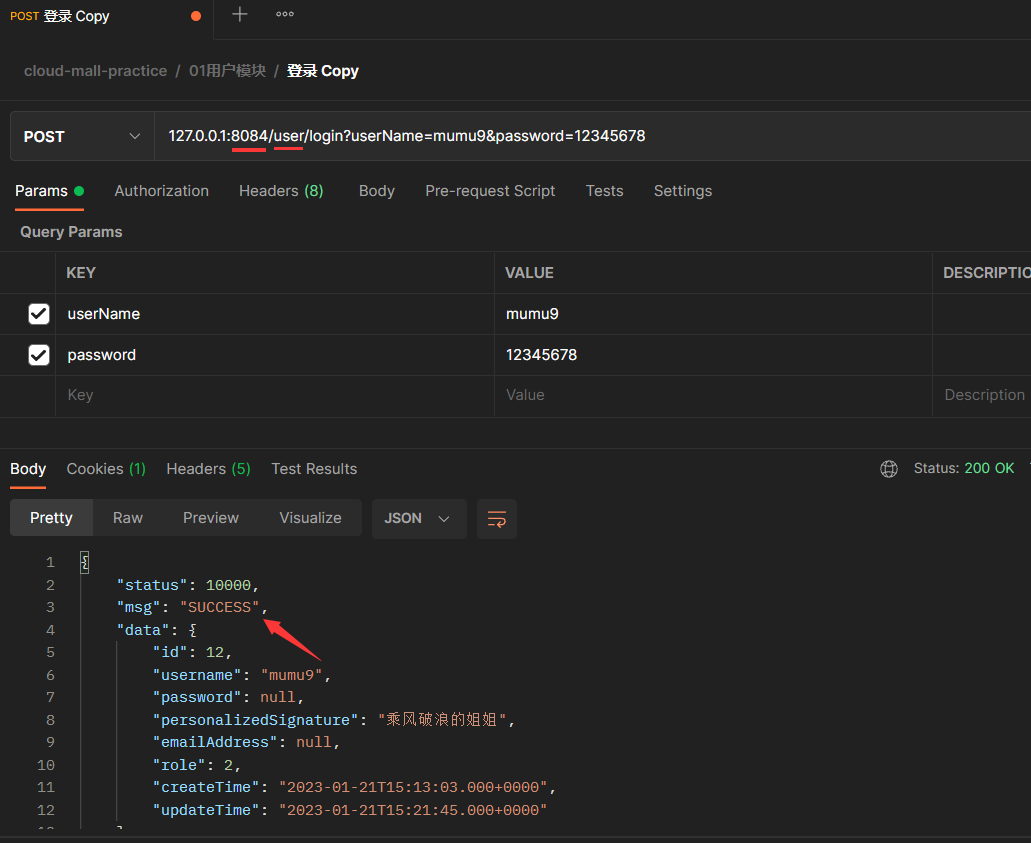 POST 登录 Copy
cloud-mall-practice / 01用户模块 / 登录 Copy
POST 127.0.0.1:8084/user/login?userName=mumu9&password=12345678
Params Authorization Headers (8) Body Pre-request Script Tests Settings
Query Params
KEY VALUE DESCRIPTIO
userName mumu9
password 12345678
Key Value Description
Body Cookies (1) Headers (5) Test Results Status: 200 OK
Pretty Raw Preview Visualize JSON
1 {
2 "status": 10000,
3 "msg": "SUCCESS",
4 "data": {
5 "id": 12,
6 "username": "mumu9",
7 "password": null,
8 "personalizedSignature": "乘风破浪的姐姐",
9 "emailAddress": null,
10 "role": 2,
11 "createTime": "2023-01-21T15:13:03.000+0000",
12 "updateTime": "2023-01-21T15:21:45.000+0000"